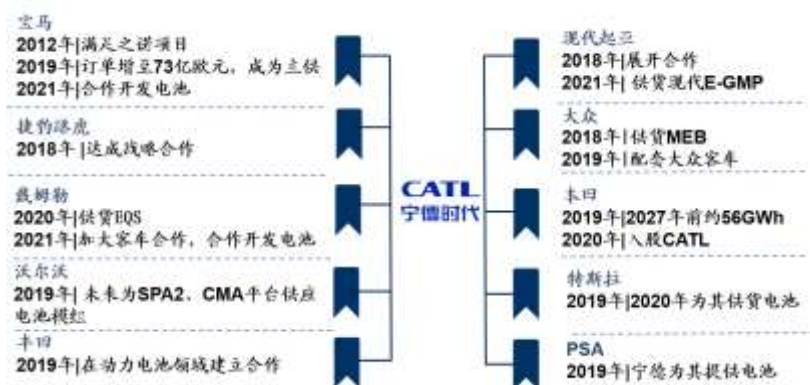 宝马
2012年|满足之诺项目
2019年|订单增至73亿欧元，成为主供
2021年|合作开发电池
捷豹路虎
2018年 |达成战略合作
戴姆勒
2020年|供货EQS
2021年|加大客车合作，合作开发电池
沃尔沃
2019年| 未来为SPA2、CMA平台供应
电池模组
丰田
2019年|在动力电池领域建立合作
CATL
宁德时代
现代起亚
2018年|展开合作
2021年| 供货现代E-GMP
大众
2018年|供货MEB
2019年|配套大众客车
本田
2019年|2027年前约56GWh
2020年|入股CATL
特斯拉
2019年|2020年为其供货电池
PSA
2019年|宁德为其提供电池